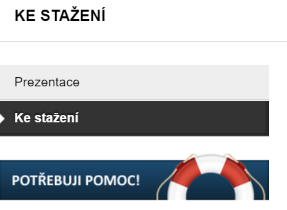 KE STAŽENÍ
Prezentace
Ke stažení
POTŘEBUJI POMOC!